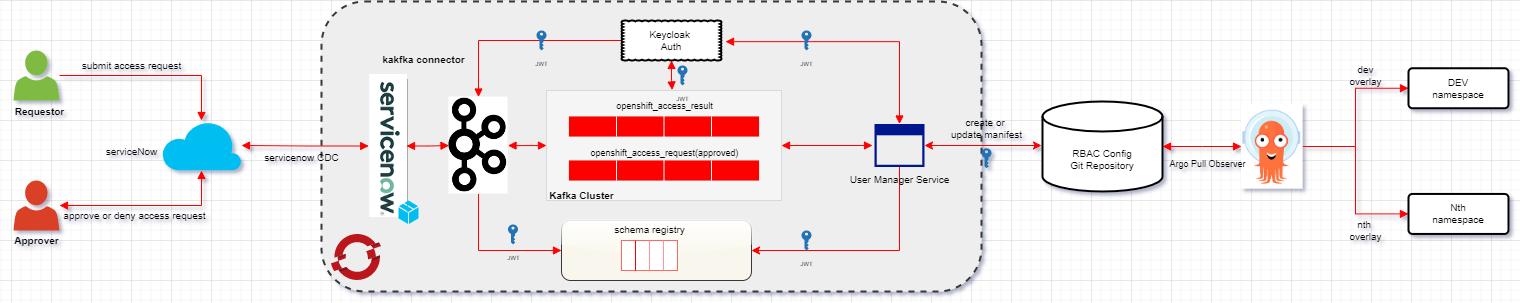 submit access request
Requestor
serviceNow
approve or deny access request
Approver
servicenow CDC
kakfka connector
servicenow
JWT
Keycloak
Auth
JWT
JWT
openshift_access_result
openshift_access_request(approved)
Kafka Cluster
User Manager Service
schema registry
JWT
JWT
create or
update manifest
RBAC Config
Git Repository
Argo Pull Observer
dev
overlay
DEV
namespace
nth
overlay
Nth
namespace